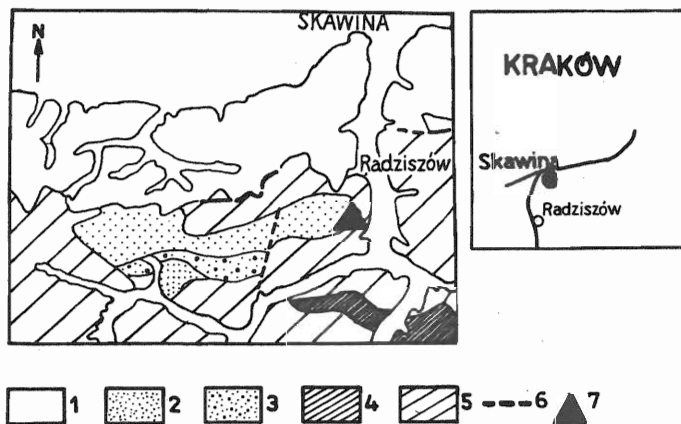 N
SKAWINA
Radziszów
KRAKÓW
Skawina
Radziszów
1 2 3 4 5 6 7